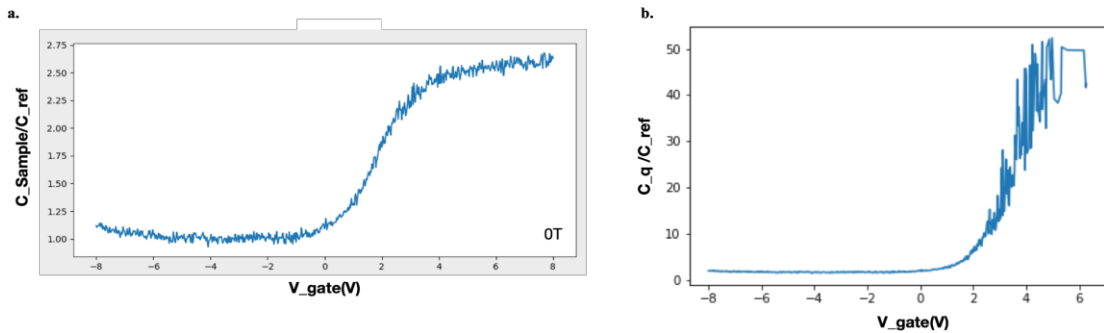 a.
2.75
2.50
2.25
2.00
1.75
1.50
1.25
1.00
C_Sample/C_ref
−8 −6 −4 −2 0 2 4 6 8
V_gate(V)
0T
b.
50
40
30
20
10
0
C_q /C_ref
−8 −6 −4 −2 0 2 4 6
V_gate(V)